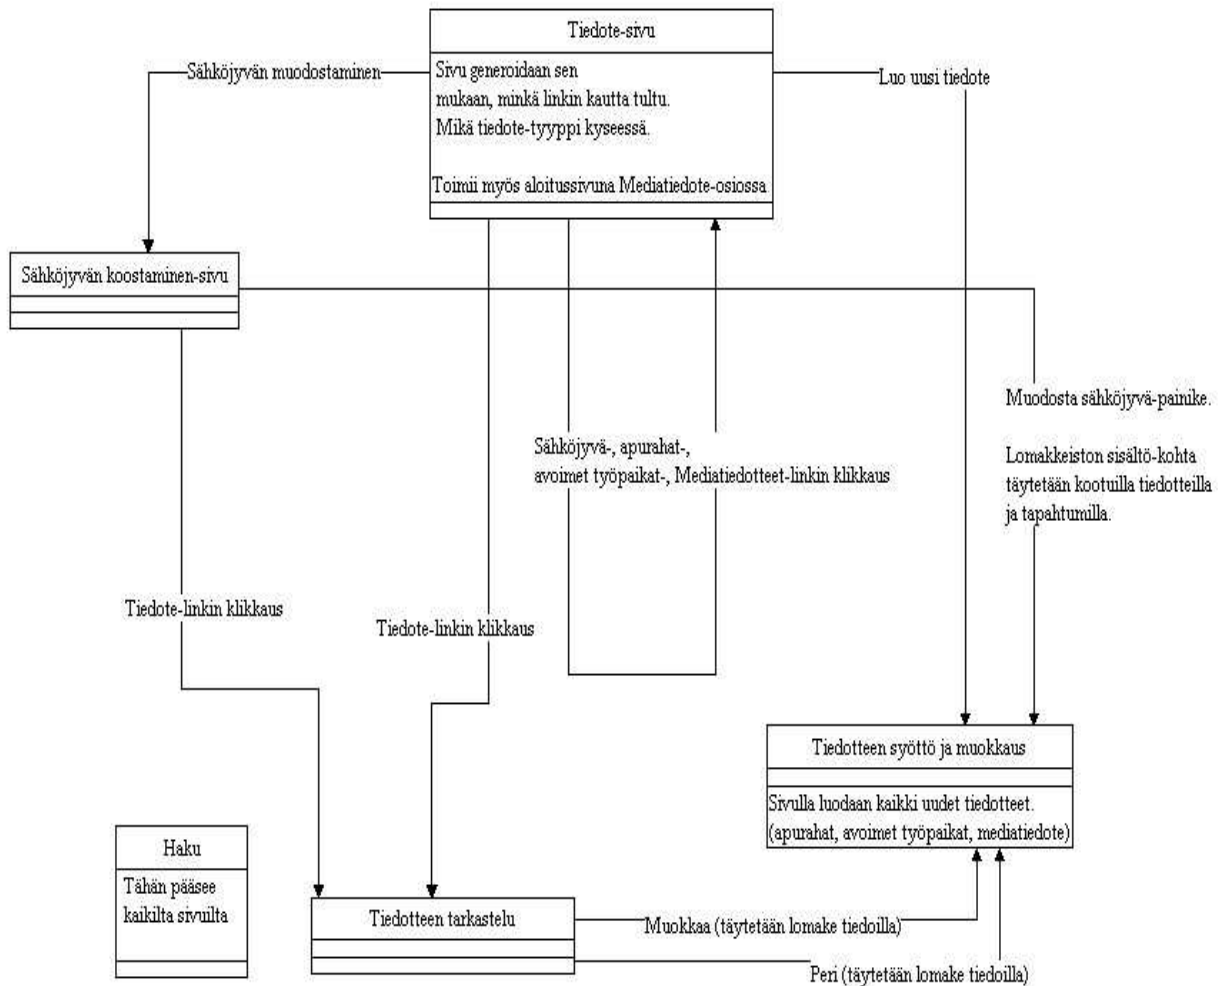 Tiedote-sivu
Sivu generoidaan sen
mukaan, minkä linkin kautta tultu.
Mikä tiedote-tyyppi kyseessä.
Toimii myös aloitussivuna Mediatiedote-osiossa
Sähköjyvän muodostaminen
Luo uusi tiedote
Sähköjyvän koostaminen-sivu
Muodosta sähköjyvä-painike.
Lomakkeiston sisältö-kohta
täytetään kootuilla tiedotteilla
ja tapahtumilla.
Sähköjyvä-, apurahat-,
avoimet työpaikat-, Mediatiedotteet-linkin klikkaus
Tiedote-linkin klikkaus
Tiedote-linkin klikkaus
Tiedotteen syöttö ja muokkaus
Sivulla luodaan kaikki uudet tiedotteet.
(apurahat, avoimet työpaikat, mediatiedote)
Haku
Tähän pääsee
kaikilta sivuilta
Tiedotteen tarkastelu
Muokkaa (täytetään lomake tiedoilla)
Peri (täytetään lomake tiedoilla)